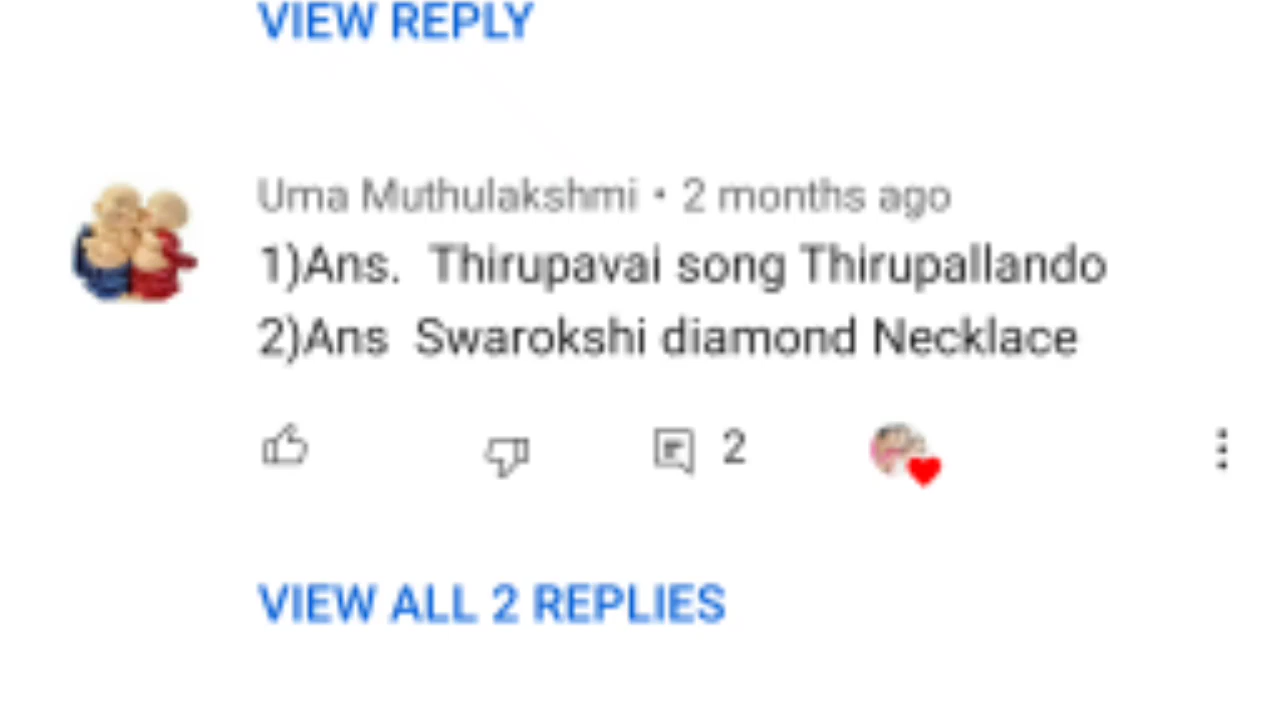 VIEW REPLY
Uma Muthulakshmi • 2 months ago
1)Ans. Thirupavai song Thirupallando
2)Ans Swarokshi diamond Necklace
2
VIEW ALL 2 REPLIES